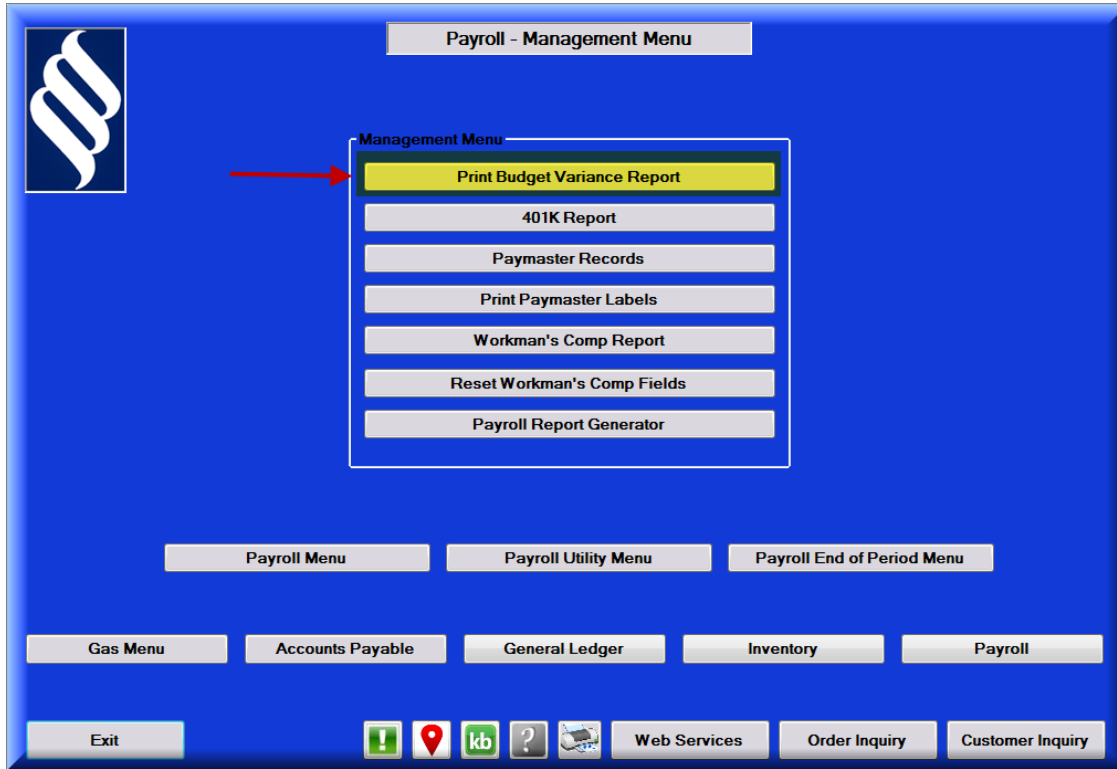 Payroll - Management Menu
Management Menu
Print Budget Variance Report
401K Report
Paymaster Records
Print Paymaster Labels
Workman's Comp Report
Reset Workman's Comp Fields
Payroll Report Generator
Payroll Menu
Payroll Utility Menu
Payroll End of Period Menu
Gas Menu
Accounts Payable
General Ledger
Inventory
Payroll
Exit
!
kb
?
Web Services
Order Inquiry
Customer Inquiry